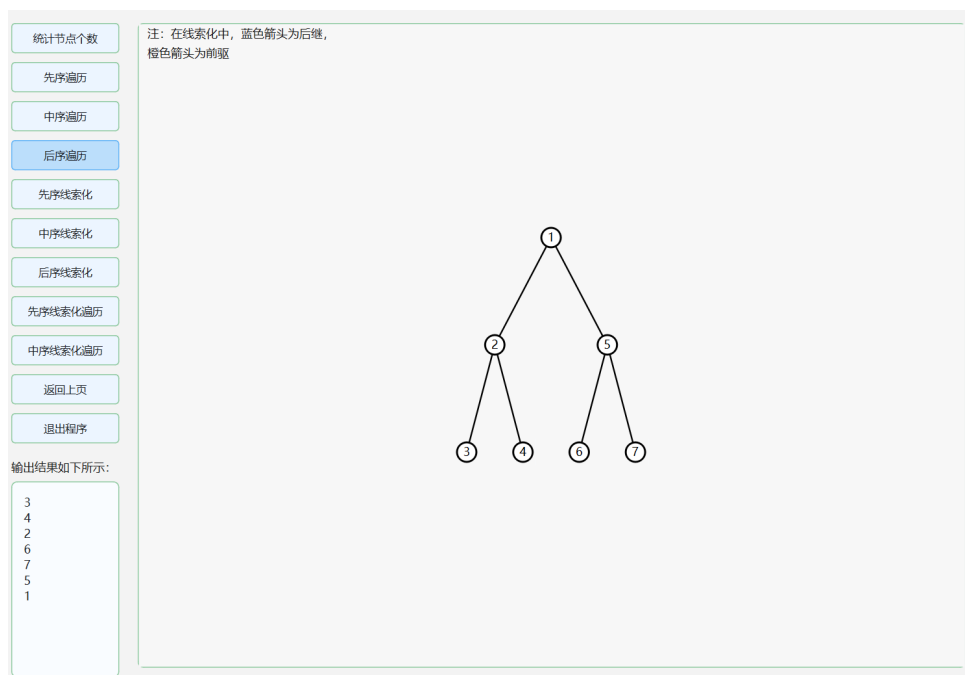 统计节点个数
先序遍历
中序遍历
后序遍历
先序线索化
中序线索化
后序线索化
先序线索化遍历
中序线索化遍历
返回上页
退出程序
输出结果如下所示：
3
4
2
6
7
5
1
注：在线索化中，蓝色箭头为后继，
橙色箭头为前驱
1
2
5
3
4
6
7